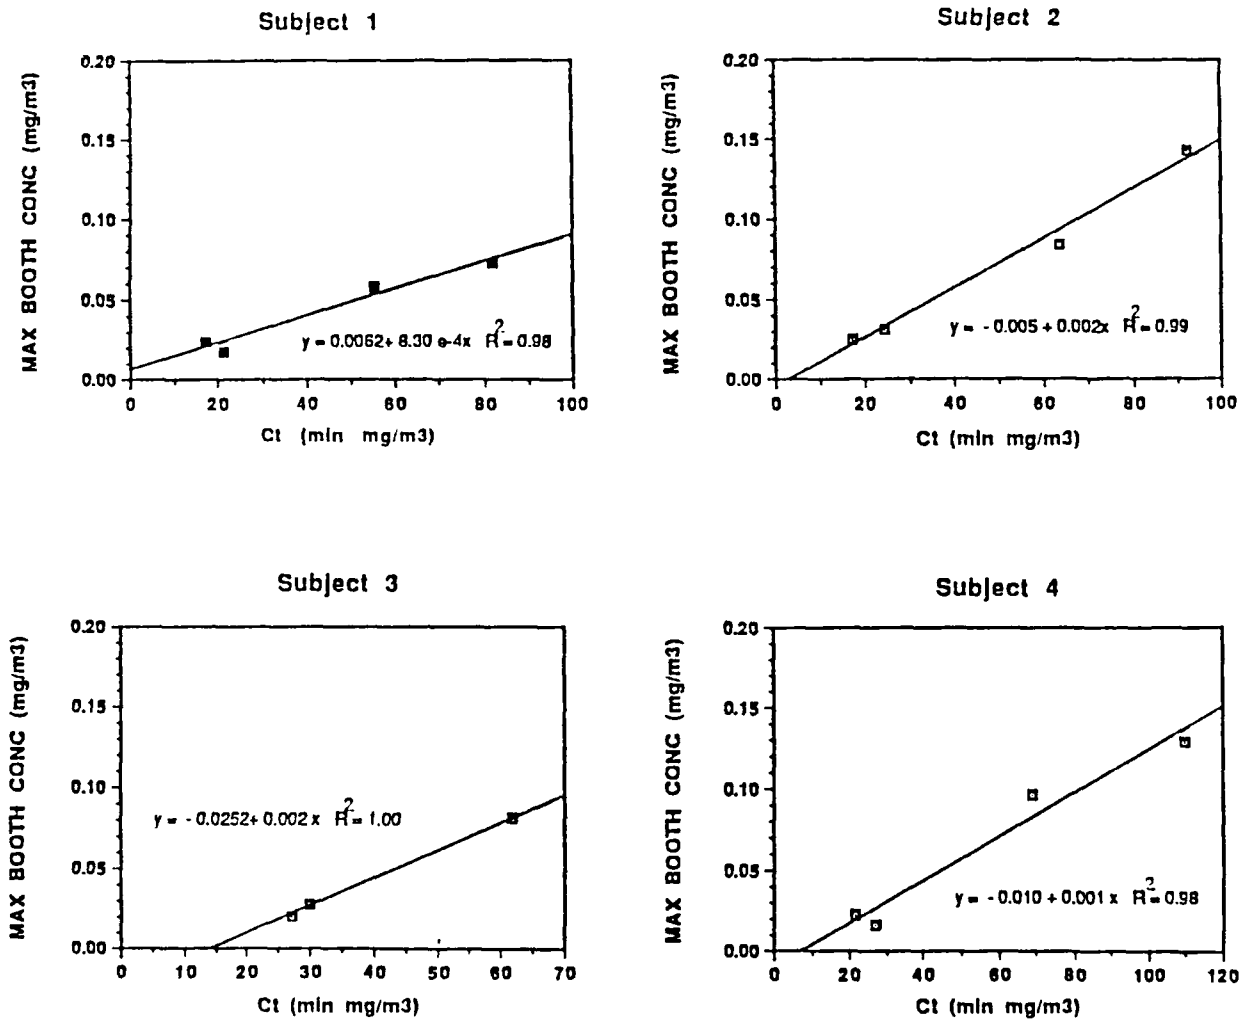 Subject 1
MAX BOOTH CONC (mg/m3)
0.20
0.15
0.10
0.05
0.00
y = 0.0062+ 8.30 e-4x R^2 = 0.98
0 20 40 60 80 100
Ct (min mg/m3)
Subject 2
MAX BOOTH CONC (mg/m3)
0.20
0.15
0.10
0.05
0.00
y = - 0.005 + 0.002x R^2 = 0.99
0 20 40 60 80 100
Ct (min mg/m3)
Subject 3
MAX BOOTH CONC (mg/m3)
0.20
0.15
0.10
0.05
0.00
y = - 0.0252+ 0.002 x R^2 = 1.00
0 10 20 30 40 50 60 70
Ct (min mg/m3)
Subject 4
MAX BOOTH CONC (mg/m3)
0.20
0.15
0.10
0.05
0.00
y = -0.010 + 0.001 x R^2 = 0.98
0 20 40 60 80 100 120
Ct (min mg/m3)